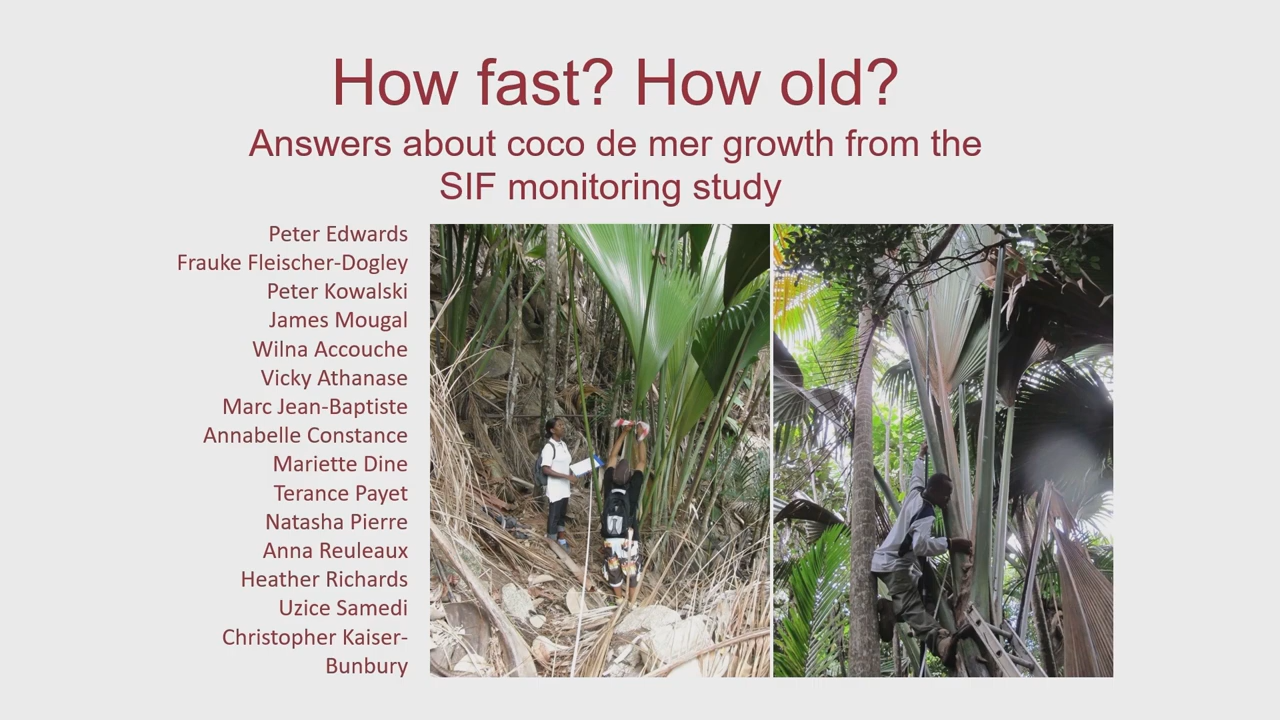 How fast? How old?
Answers about coco de mer growth from the
SIF monitoring study
Peter Edwards
Frauke Fleischer-Dogley
Peter Kowalski
James Mougal
Wilna Accouche
Vicky Athanase
Marc Jean-Baptiste
Annabelle Constance
Mariette Dine
Terance Payet
Natasha Pierre
Anna Reuleaux
Heather Richards
Uzice Samedi
Christopher Kaiser-
Bunbury